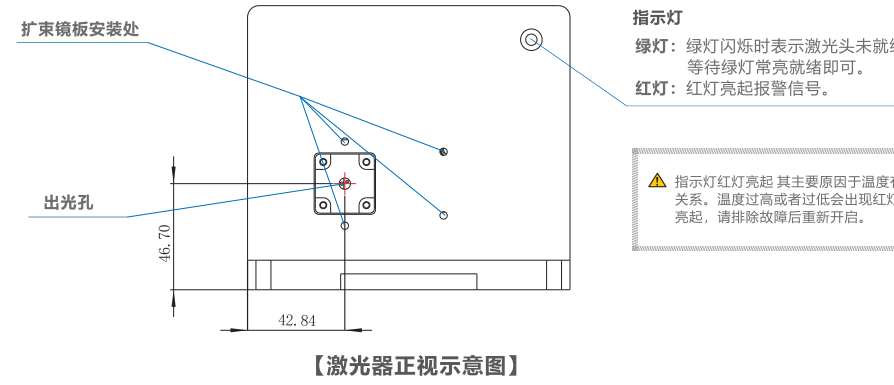 扩束镜板安装处
出光孔
46.70
42.84
【激光器正视示意图】
指示灯
绿灯：绿灯闪烁时表示激光头未就
等待绿灯常亮就绪即可。
红灯：红灯亮起报警信号。
指示灯红灯亮起 其主要原因于温度
关系。温度过高或者过低会出现红灯
亮起，请排除故障后重新开启。